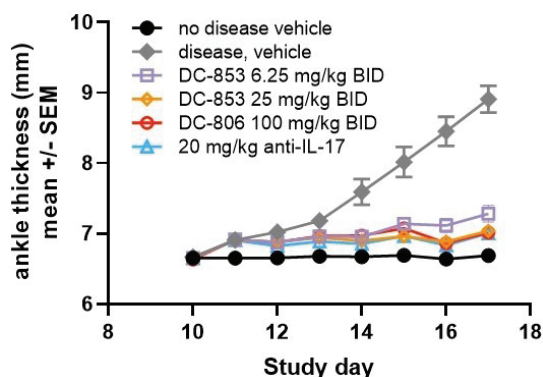 10
9
8
7
6
ankle thickness (mm)
mean +/- SEM
no disease vehicle
disease, vehicle
DC-853 6.25 mg/kg BID
DC-853 25 mg/kg BID
DC-806 100 mg/kg BID
20 mg/kg anti-IL-17
8 10 12 14 16 18
Study day